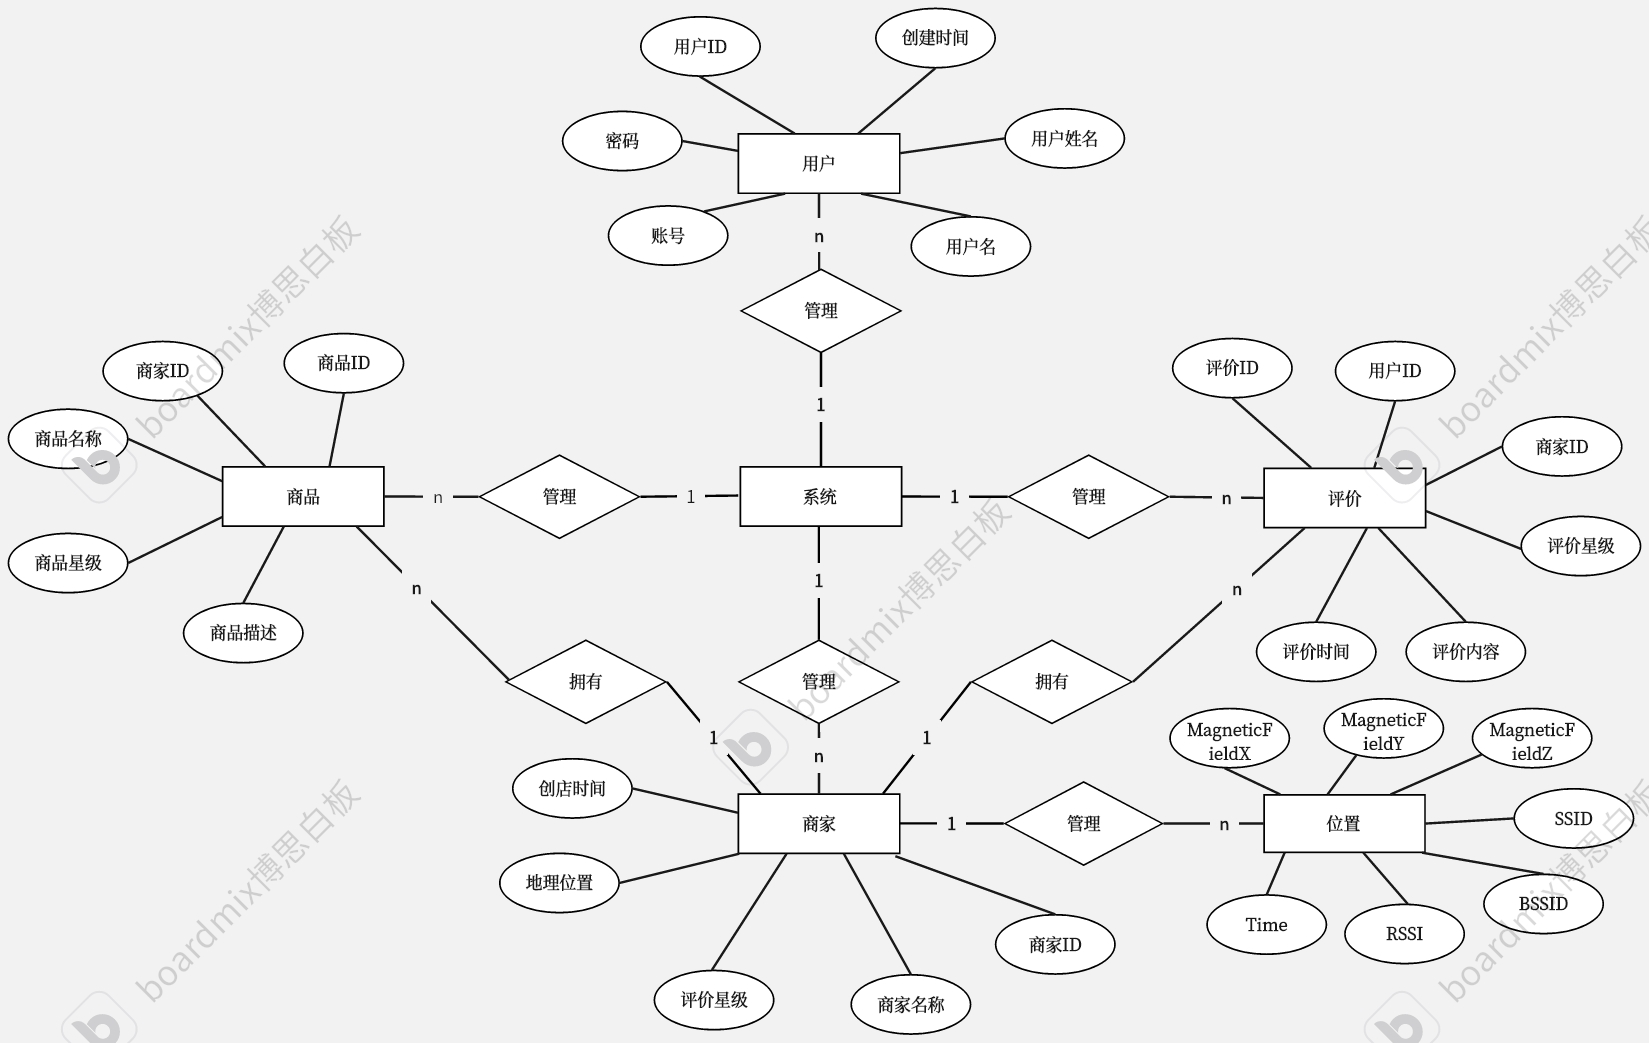 用户ID
创建时间
密码
用户
用户姓名
账号
用户名
n
管理
1
商家ID
商品ID
商品名称
商品
商品星级
商品描述
n
管理
1
系统
1
管理
n
评价ID
用户ID
商家ID
评价
评价星级
评价时间
评价内容
n
拥有
1
1
管理
n
n
拥有
1
创店时间
商家
地理位置
评价星级
商家名称
商家ID
1
管理
n
位置
MagneticF
ieldX
MagneticF
ieldY
MagneticF
ieldZ
SSID
BSSID
RSSI
Time
boardmix博思白板
boardmix博思白板
boardmix博思白板
boardmix博思白板
boardmix博思白板